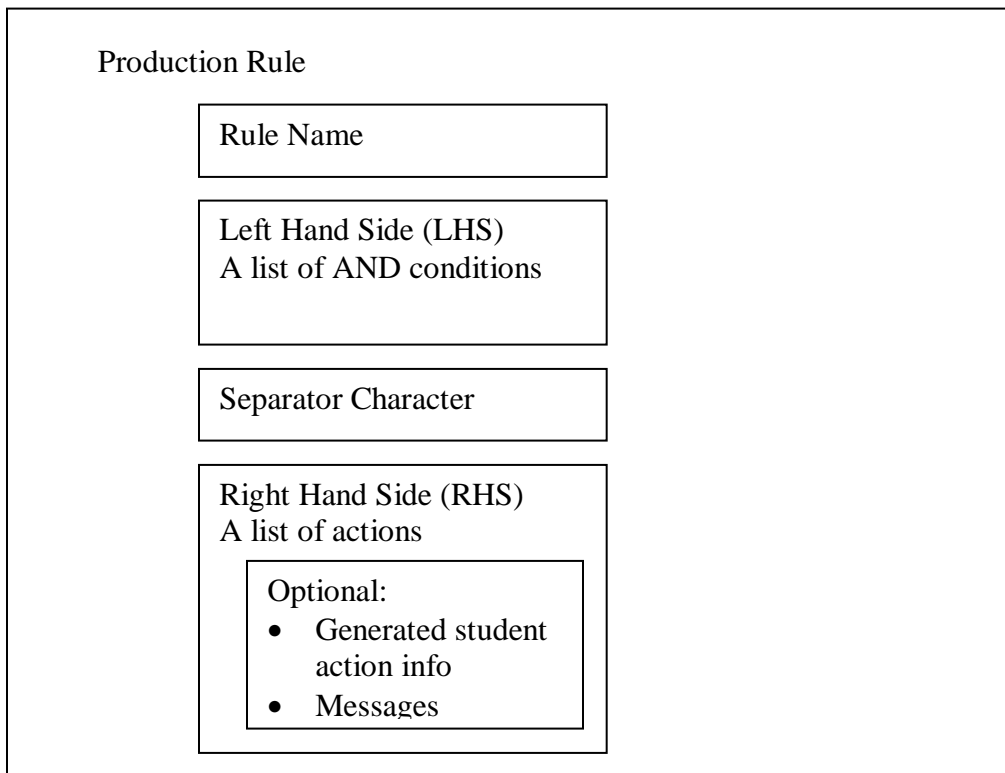 Production Rule
Rule Name
Left Hand Side (LHS)
A list of AND conditions
Separator Character
Right Hand Side (RHS)
A list of actions
Optional:
• Generated student
action info
• Messages